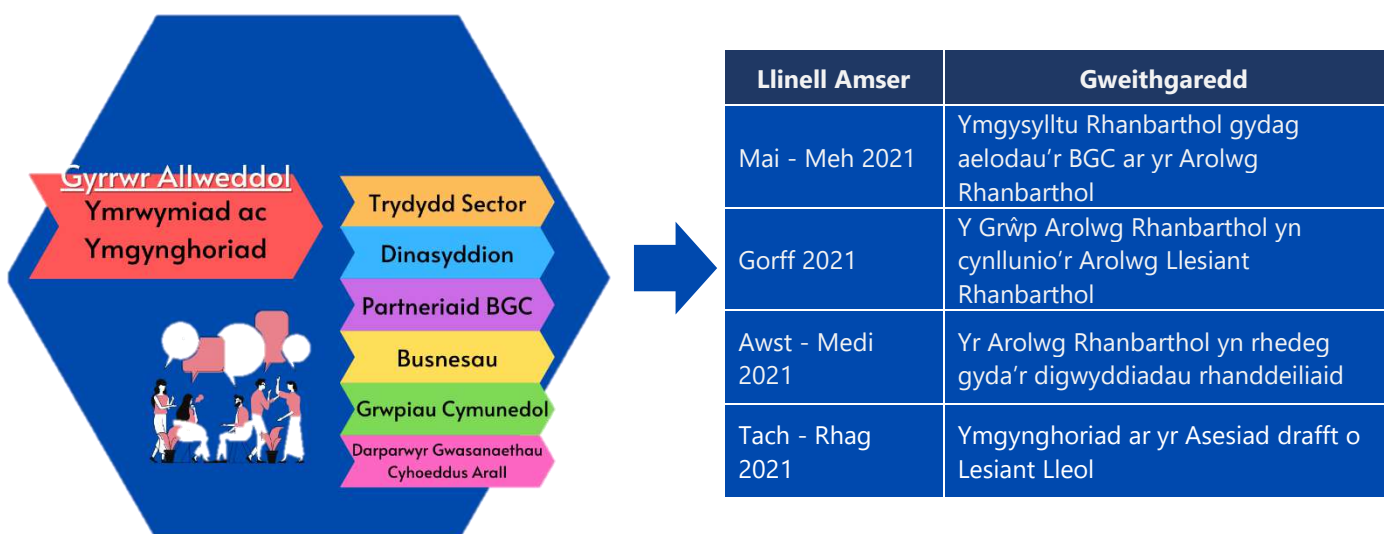 Gyrrwr Allweddol
Ymrwymiad ac
Ymgynghoriad
Trydydd Sector
Dinasyddion
Partneriaid BGC
Busnesau
Grwpiau Cymunedol
Darparwyr Gwasanaethau
Cyhoeddus Arall
Llinell Amser
Gweithgaredd
Mai - Meh 2021
Ymgysylltu Rhanbarthol gydag
aelodau'r BGC ar yr Arolwg
Rhanbarthol
Gorff 2021
Y Grŵp Arolwg Rhanbarthol yn
cynllunio'r Arolwg Llesiant
Rhanbarthol
Awst - Medi
2021
Yr Arolwg Rhanbarthol yn rhedeg
gyda'r digwyddiadau rhanddeiliaid
Tach - Rhag
2021
Ymgynghoriad ar yr Asesiad drafft o
Lesiant Lleol